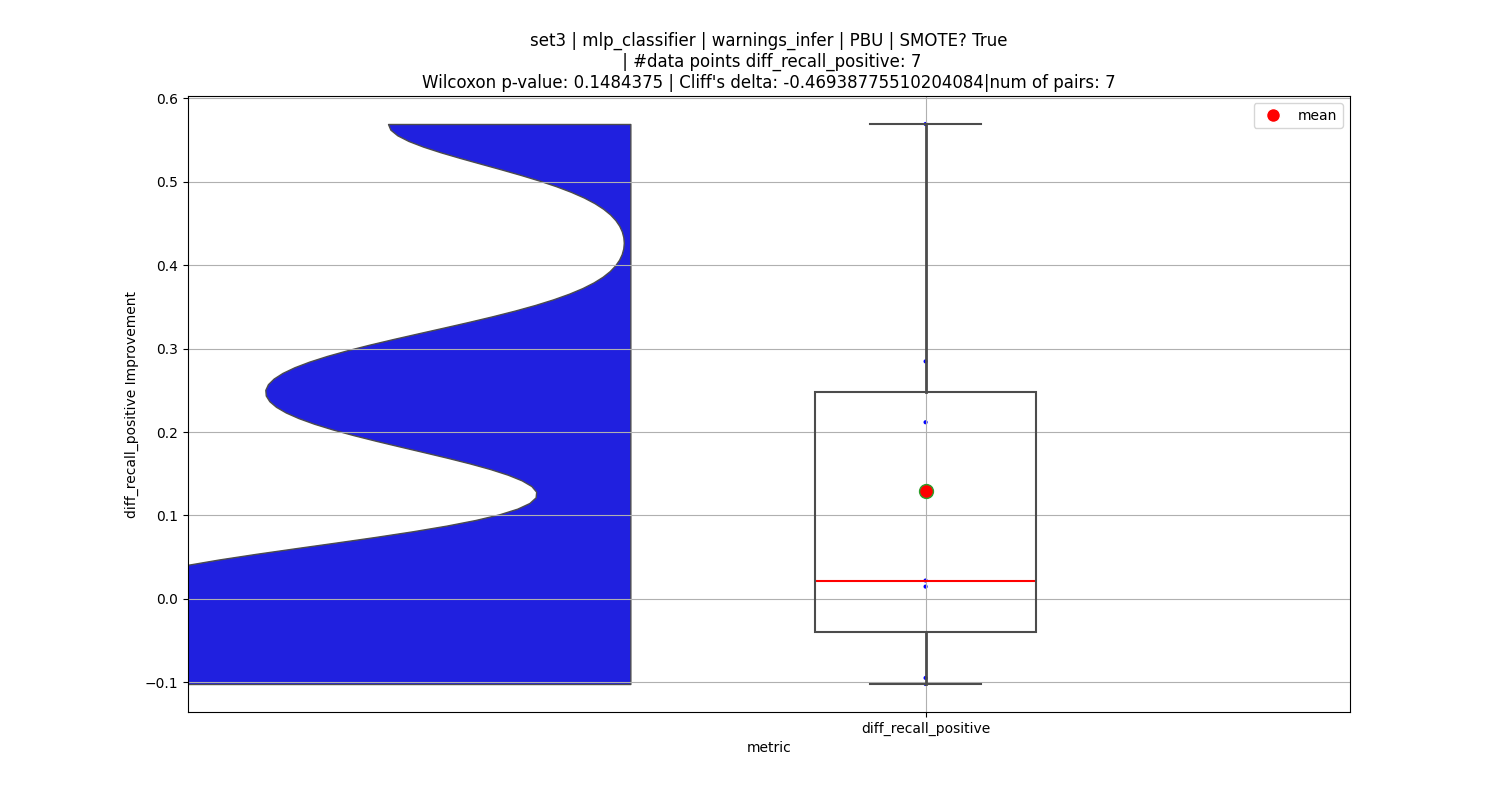 set3 | mlp_classifier | warnings_infer | PBU | SMOTE? True
| #data points diff_recall_positive: 7
Wilcoxon p-value: 0.1484375 | Cliff's delta: -0.46938775510204084|num of pairs: 7
mean
0.6
0.5
0.4
0.3
0.2
0.1
0.0
−0.1
diff_recall_positive Improvement
diff_recall_positive
metric